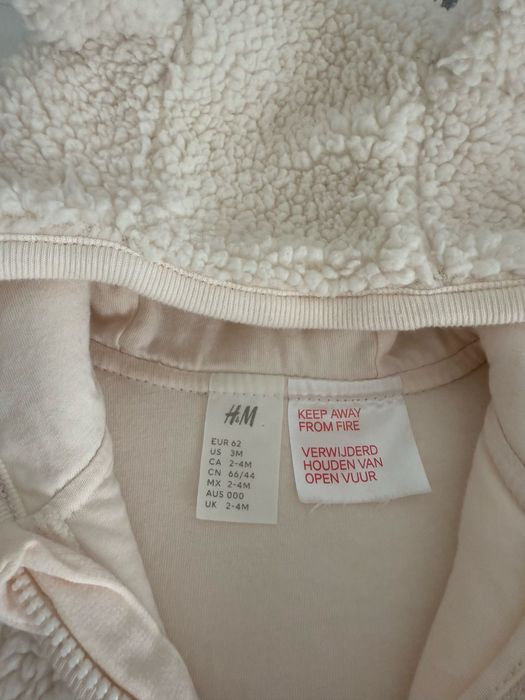 H&M
EUR 62
US 3M
CA 2-4M
CN 66/44
MX 2-4M
AUS 000
UK 2-4M
KEEP AWAY
FROM FIRE
VERWIJDERD
HOUDEN VAN
OPEN VUUR